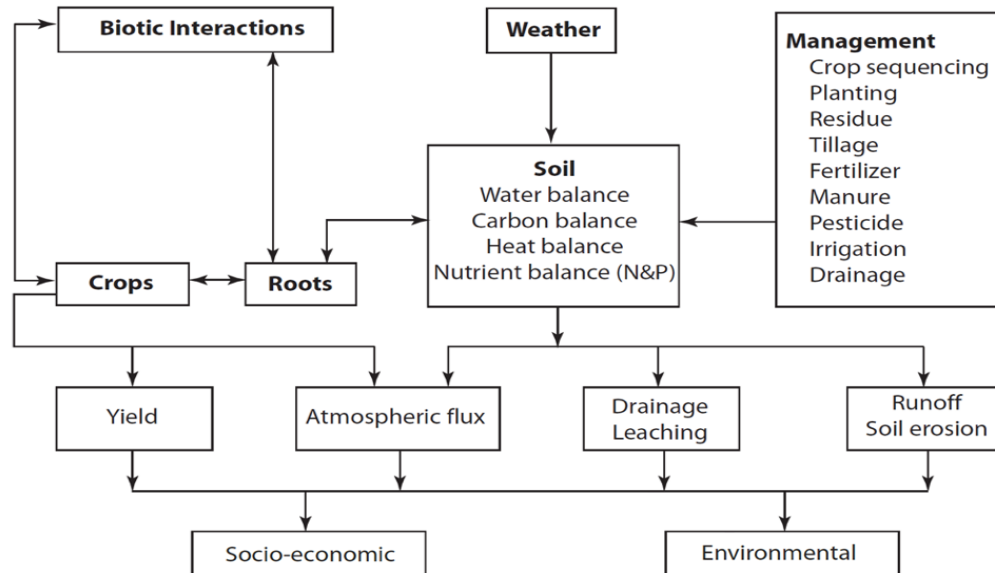 Biotic Interactions
Weather
Management
Crop sequencing
Planting
Residue
Tillage
Fertilizer
Manure
Pesticide
Irrigation
Drainage
Soil
Water balance
Carbon balance
Heat balance
Nutrient balance (N&P)
Crops
Roots
Yield
Atmospheric flux
Drainage
Leaching
Runoff
Soil erosion
Socio-economic
Environmental